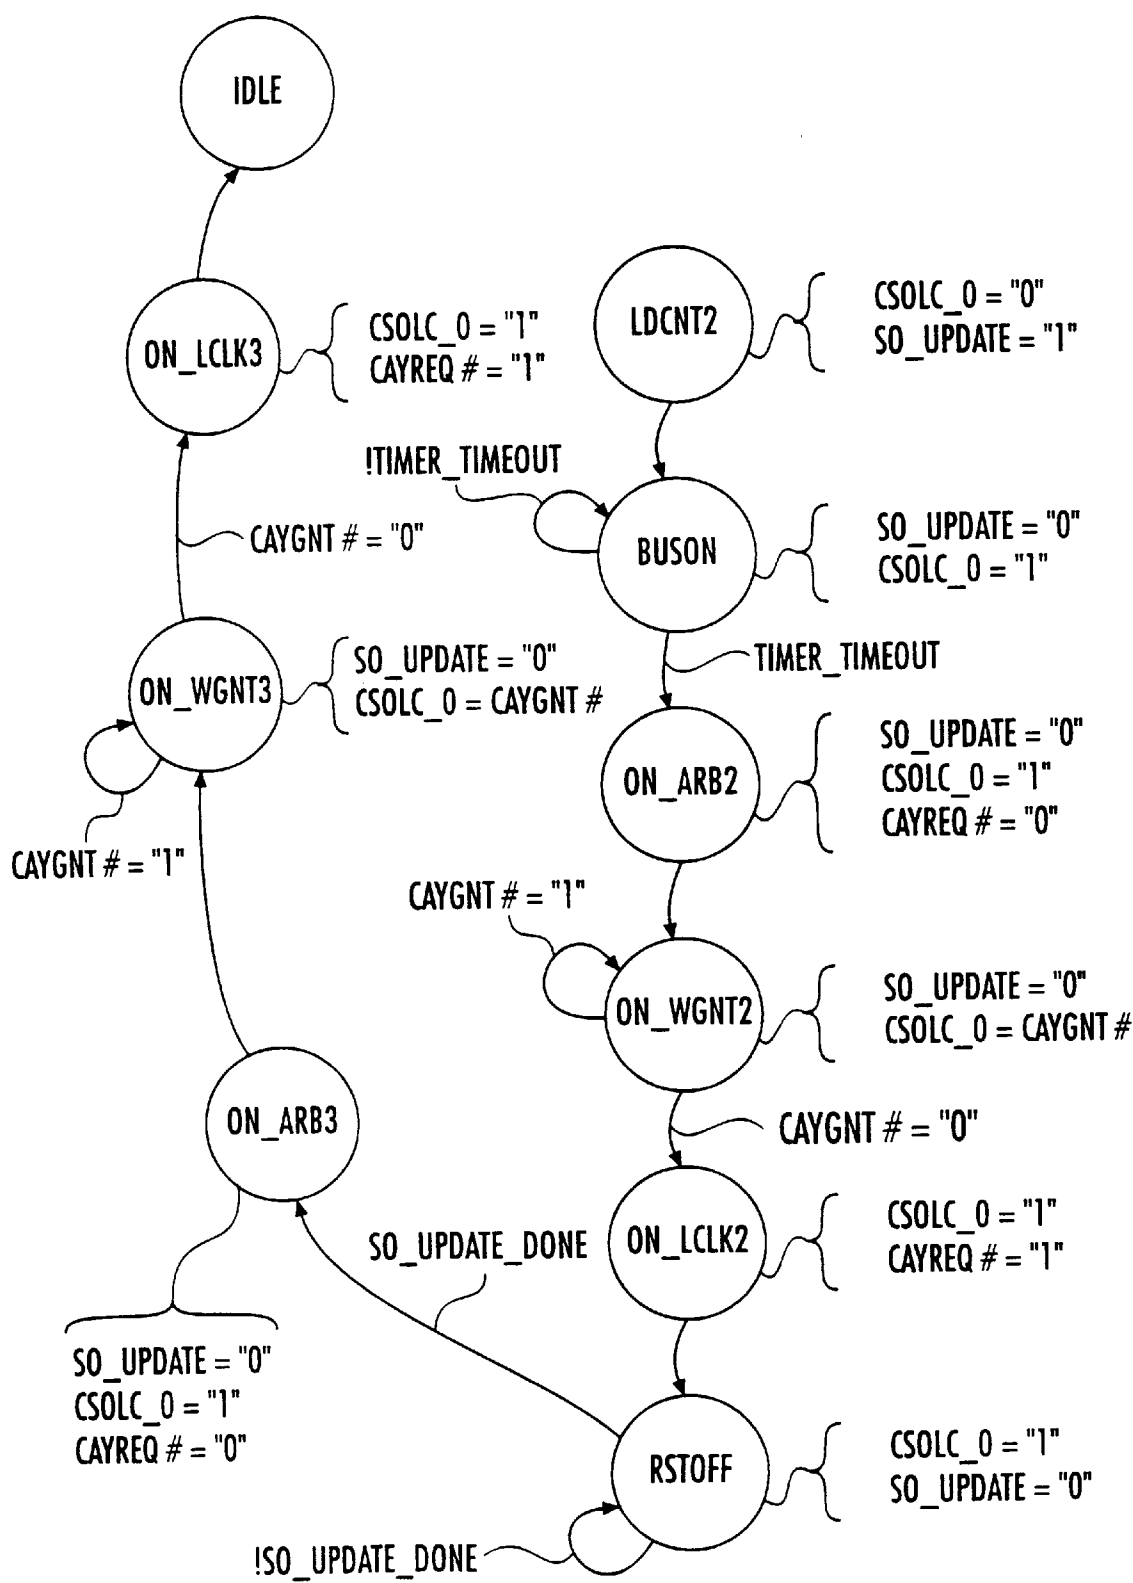 IDLE
ON_LCLK3
CSOLC_0 = "1"
CAYREQ # = "1"
CAYGNT # = "0"
ON_WGNT3
SO_UPDATE = "0"
CSOLC_0 = CAYGNT #
CAYGNT # = "1"
ON_ARB3
SO_UPDATE = "0"
CSOLC_0 = "1"
CAYREQ # = "0"
LDCNT2
CSOLC_0 = "0"
SO_UPDATE = "1"
!TIMER_TIMEOUT
BUSON
SO_UPDATE = "0"
CSOLC_0 = "1"
TIMER_TIMEOUT
ON_ARB2
SO_UPDATE = "0"
CSOLC_0 = "1"
CAYREQ # = "0"
CAYGNT # = "1"
ON_WGNT2
SO_UPDATE = "0"
CSOLC_0 = CAYGNT #
CAYGNT # = "0"
ON_LCLK2
CSOLC_0 = "1"
CAYREQ # = "1"
SO_UPDATE_DONE
RSTOFF
CSOLC_0 = "1"
SO_UPDATE = "0"
!SO_UPDATE_DONE